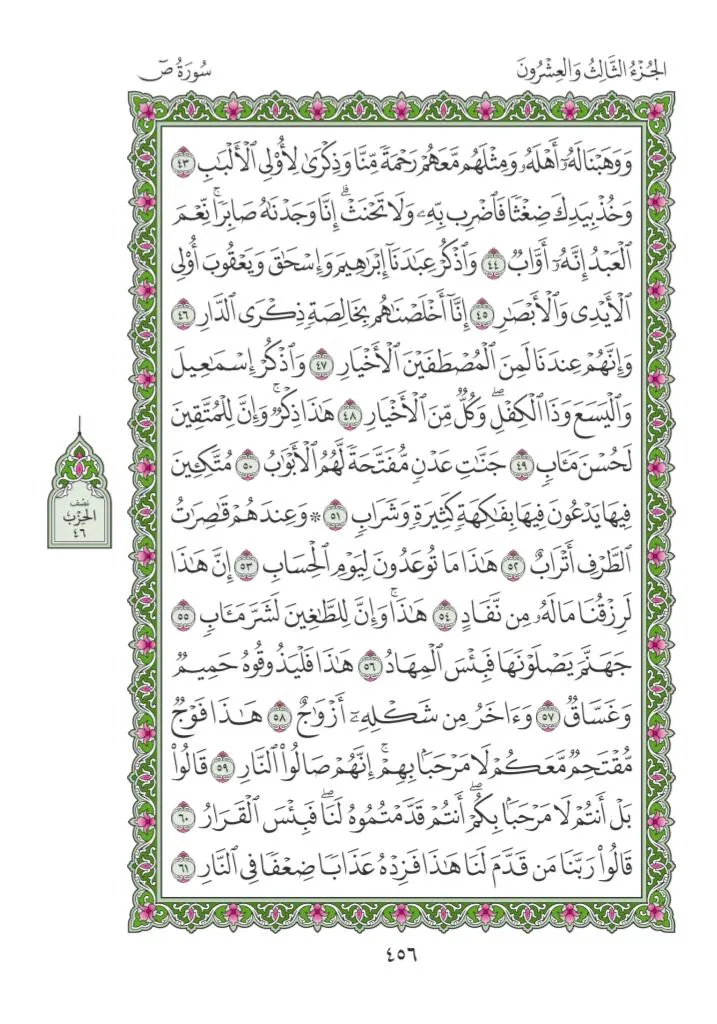 الجُزْءُ الثَّالِثُ وَالعِشْرُونَ
سُورَةُ صٓ
وَوَهَبْنَا لَهُۥٓ أَهْلَهُۥ وَمِثْلَهُم مَّعَهُمْ رَحْمَةً مِّنَّا وَذِكْرَىٰ لِأُو۟لِى ٱلْأَلْبَٰبِ ٤٣
وَخُذْ بِيَدِكَ ضِغْثًا فَٱضْرِب بِّهِۦ وَلَا تَحْنَثْ ۗ إِنَّا وَجَدْنَٰهُ صَابِرًا ۚ نِّعْمَ
ٱلْعَبْدُ إِنَّهُۥٓ أَوَّابٌ ٤٤ وَٱذْكُرْ عِبَٰدَنَآ إِبْرَٰهِيمَ وَإِسْحَٰقَ وَيَعْقُوبَ أُو۟لِى
ٱلْأَيْدِى وَٱلْأَبْصَٰرِ ٤٥ إِنَّآ أَخْلَصْنَٰهُم بِخَالِصَةٍ ذِكْرَى ٱلدَّارِ ٤٦
وَإِنَّهُمْ عِندَنَا لَمِنَ ٱلْمُصْطَفَيْنَ ٱلْأَخْيَارِ ٤٧ وَٱذْكُرْ إِسْمَٰعِيلَ
وَٱلْيَسَعَ وَذَا ٱلْكِفْلِ ۖ وَكُلٌّ مِّنَ ٱلْأَخْيَارِ ٤٨ هَٰذَا ذِكْرٌ ۚ وَإِنَّ لِلْمُتَّقِينَ
لَحُسْنَ مَـَٔابٍ ٤٩ جَنَّٰتِ عَدْنٍ مُّفَتَّحَةً لَّهُمُ ٱلْأَبْوَٰبُ ٥٠ مُتَّكِـِٔينَ
فِيهَا يَدْعُونَ فِيهَا بِفَٰكِهَةٍ كَثِيرَةٍ وَشَرَابٍ ٥١ ۞ وَعِندَهُمْ قَٰصِرَٰتُ
ٱلطَّرْفِ أَتْرَابٌ ٥٢ هَٰذَا مَا تُوعَدُونَ لِيَوْمِ ٱلْحِسَابِ ٥٣ إِنَّ هَٰذَا
لَرِزْقُنَا مَا لَهُۥ مِن نَّفَادٍ ٥٤ هَٰذَا ۚ وَإِنَّ لِلطَّٰغِينَ لَشَرَّ مَـَٔابٍ ٥٥
جَهَنَّمَ يَصْلَوْنَهَا فَبِئْسَ ٱلْمِهَادُ ٥٦ هَٰذَا فَلْيَذُوقُوهُ حَمِيمٌ
وَغَسَّاقٌ ٥٧ وَءَاخَرُ مِن شَكْلِهِۦٓ أَزْوَٰجٌ ٥٨ هَٰذَا فَوْجٌ
مُّقْتَحِمٌ مَّعَكُمْ لَا مَرْحَبًۢا بِهِمْ ۚ إِنَّهُمْ صَالُوا۟ ٱلنَّارِ ٥٩ قَالُوا۟
بَلْ أَنتُمْ لَا مَرْحَبًۢا بِكُمْ ۖ أَنتُمْ قَدَّمْتُمُوهُ لَنَا ۖ فَبِئْسَ ٱلْقَرَارُ ٦٠
قَالُوا۟ رَبَّنَا مَن قَدَّمَ لَنَا هَٰذَا فَزِدْهُ عَذَابًا ضِعْفًا فِى ٱلنَّارِ ٦١
نصف
الحزب
٤٦
٤٥٦